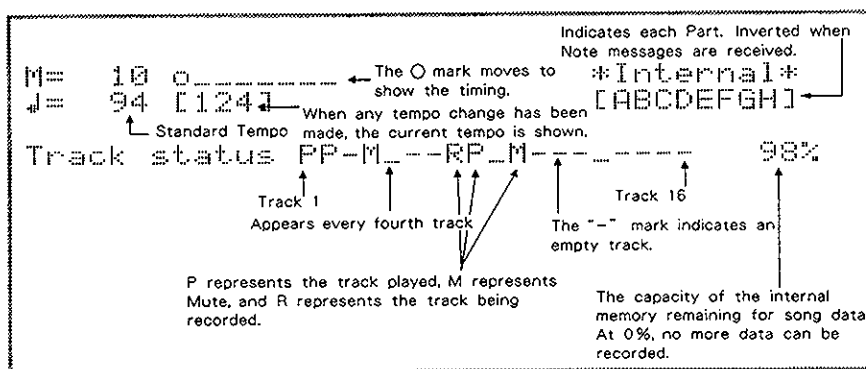 Indicates each Part. Inverted when
Note messages are received.
M= 10 o_______
The O mark moves to
show the timing.
*Internal*
♩= 94 [124]
[ABCDEFGH]
Standard Tempo
When any tempo change has been
made, the current tempo is shown.
Track status PP-M_---RP_M---_---- 98%
Track 1
Track 16
Appears every fourth track
The "-" mark indicates an
empty track.
P represents the track played, M represents
Mute, and R represents the track being
recorded.
The capacity of the internal
memory remaining for song data
At 0%, no more data can be
recorded.